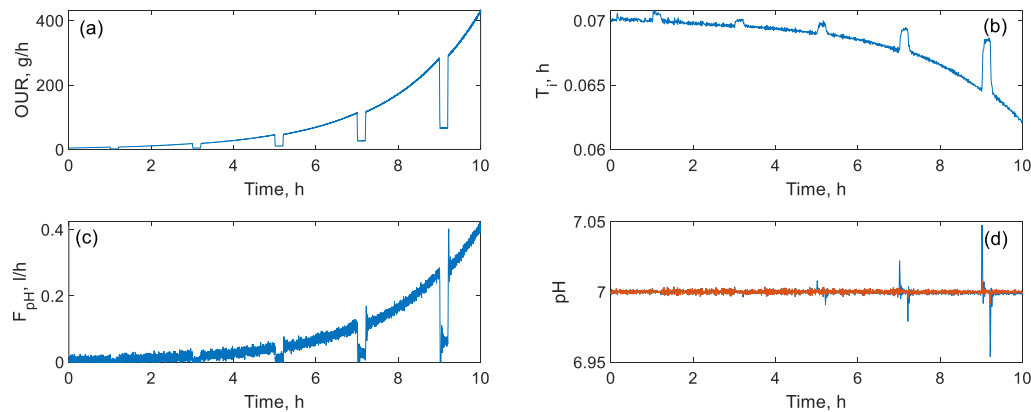 400
200
0
OUR, g/h
(a)
0 2 4 6 8 10
Time, h
0.07
0.065
0.06
T_i, h
(b)
0 2 4 6 8 10
Time, h
0.4
0.2
0
F_pH, l/h
(c)
0 2 4 6 8 10
Time, h
7.05
7
6.95
pH
(d)
0 2 4 6 8 10
Time, h